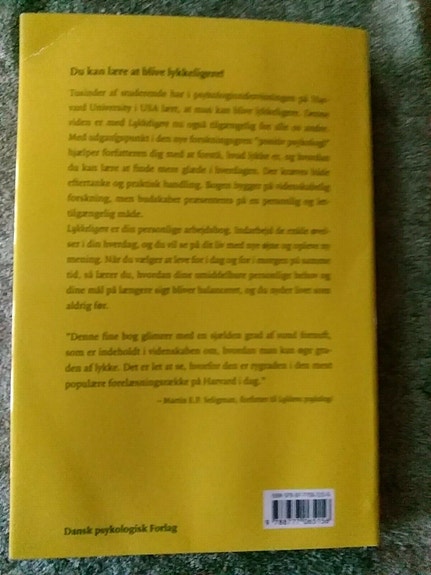 Du kan lære at blive lykkeligere!
Tusinder af studerende har i psykologiundervisningen på Har-
vard University i USA lært, at man kan blive lykkeligere. Denne
viden er med Lykkeligere nu også tilgængelig for alle os andre.
Med udgangspunkt i den nye forskningsgren "positiv psykologi"
hjælper forfatteren dig med at forstå, hvad lykke er, og hvordan
du kan lære at finde mere glæde i hverdagen. Det kræves både
eftertanke og praktisk handling. Bogen bygger på videnskabelig
forskning, men budskaber præsenteres på en personlig og let-
tilgængelig måde.
Lykkeligere er din personlige arbejdsbog. Indarbejd de enkle øvel-
ser i din hverdag, og du vil se på dit liv med nye øjne og opleve ny
mening. Når du vælger at leve for i dag og for i morgen på samme
tid, så lærer du, hvordan dine umiddelbare personlige behov og
dine mål på længere sigt bliver balanceret, og du nyder livet som
aldrig før.
"Denne fine bog glimrer med en sjælden grad af sund fornuft,
som er indeholdt i videnskaben om, hvordan man kan øge gra-
den af lykke. Det er let at se, hvorfor den er rygraden i den mest
populære forelæsningsrække på Harvard i dag."
– Martin E.P. Seligman, forfatter til Lykkens psykologi
Dansk psykologisk Forlag